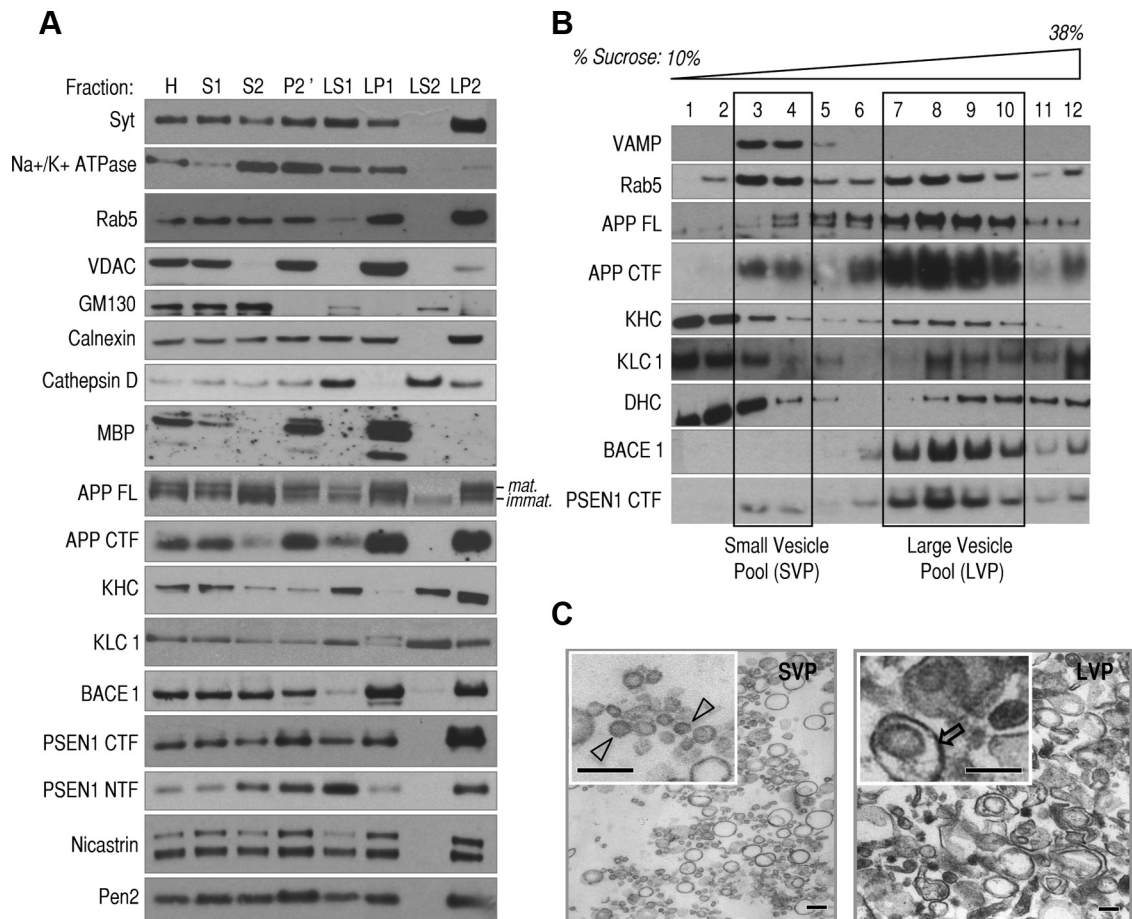 A
Fraction: H S1 S2 P2' LS1 LP1 LS2 LP2
Syt
Na+/K+ ATPase
Rab5
VDAC
GM130
Calnexin
Cathepsin D
MBP
APP FL
mat.
immat.
APP CTF
KHC
KLC 1
BACE 1
PSEN1 CTF
PSEN1 NTF
Nicastrin
Pen2
B
38%
% Sucrose: 10%
1 2 3 4 5 6 7 8 9 10 11 12
VAMP
Rab5
APP FL
APP CTF
KHC
KLC 1
DHC
BACE 1
PSEN1 CTF
Small Vesicle
Pool (SVP)
Large Vesicle
Pool (LVP)
C
SVP
LVP